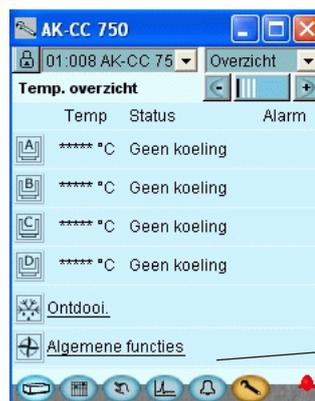 AK-CC 750
01:008 AK-CC 75 Overzicht
Temp. overzicht - +
Temp Status Alarm
A ***** °C Geen koeling
B ***** °C Geen koeling
C ***** °C Geen koeling
D ***** °C Geen koeling
Ontdooi.
Algemene functies